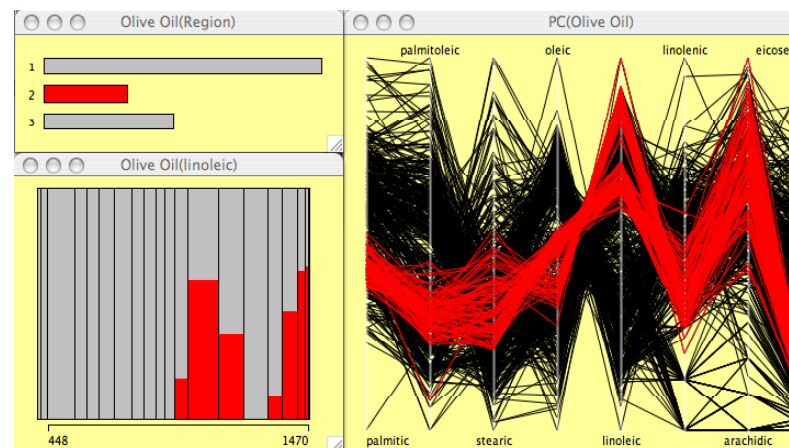 Olive Oil(Region)
1
2
3
Olive Oil(linoleic)
448 1470
PC(Olive Oil)
palmitoleic oleic linolenic eicose
palmitic stearic linoleic arachidic